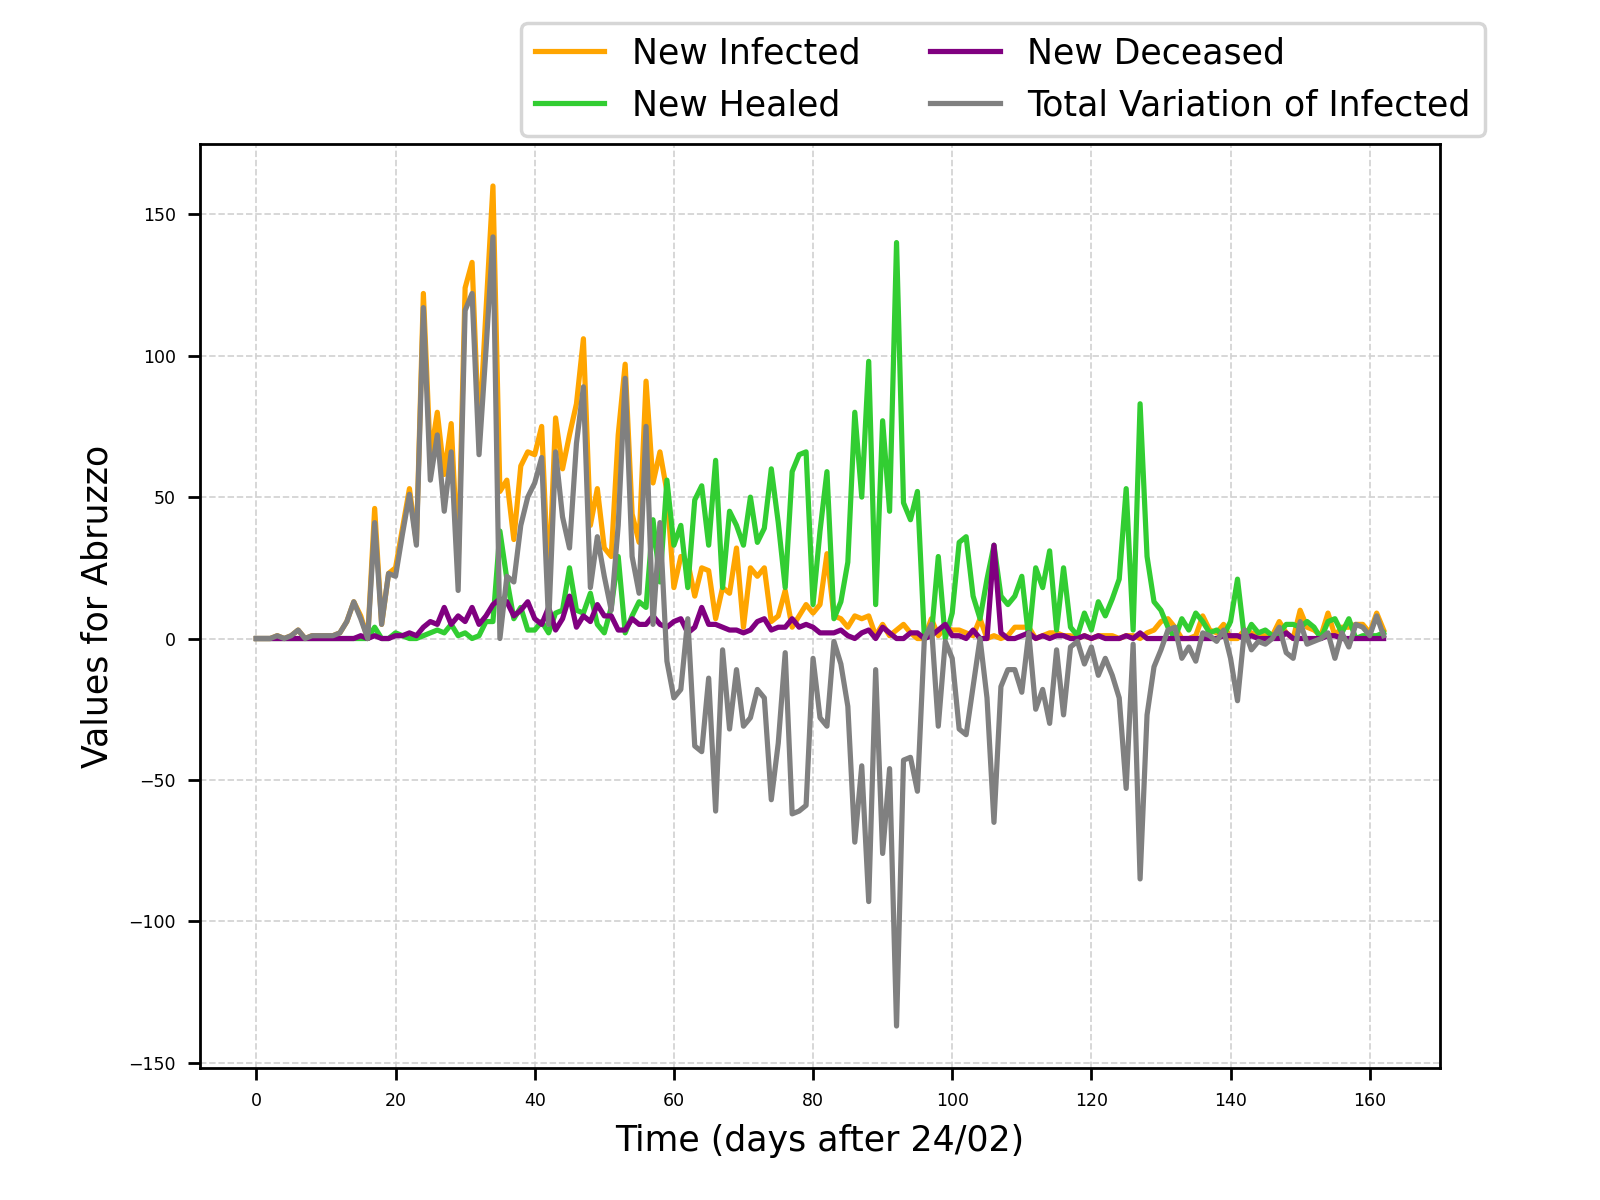 New Infected
New Healed
New Deceased
Total Variation of Infected
Values for Abruzzo
150
100
50
0
−50
−100
−150
0 20 40 60 80 100 120 140 160
Time (days after 24/02)